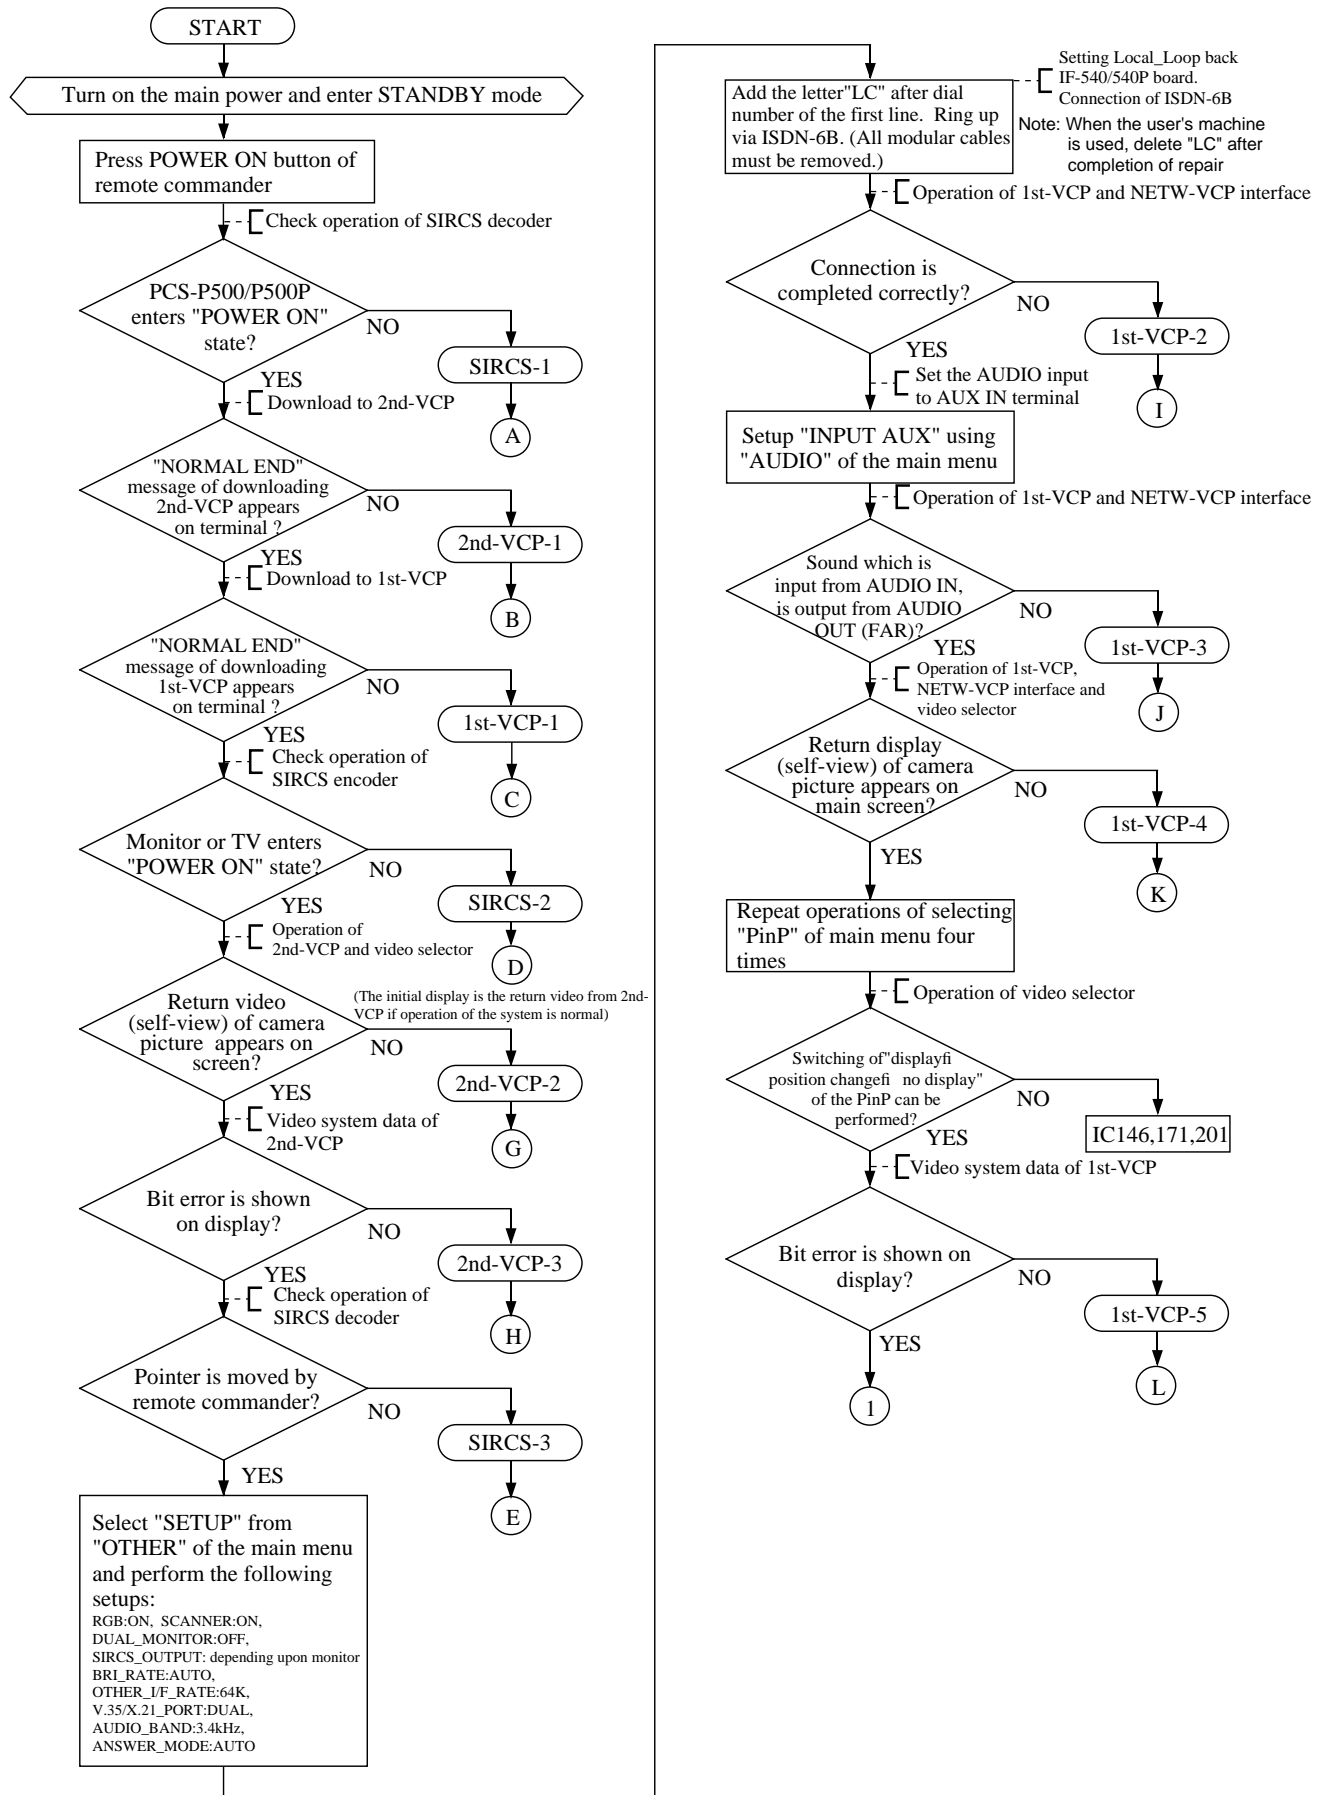 START
Turn on the main power and enter STANDBY mode
Press POWER ON button of
remote commander
Check operation of SIRCS decoder
PCS-P500/P500P
enters "POWER ON"
state?
NO
SIRCS-1
A
YES
Download to 2nd-VCP
"NORMAL END"
message of downloading
2nd-VCP appears
on terminal ?
NO
2nd-VCP-1
B
YES
Download to 1st-VCP
"NORMAL END"
message of downloading
1st-VCP appears
on terminal ?
NO
1st-VCP-1
C
YES
Check operation of
SIRCS encoder
Monitor or TV enters
"POWER ON" state?
NO
SIRCS-2
D
YES
Operation of
2nd-VCP and video selector
Return video
(self-view) of camera
picture  appears on
screen?
(The initial display is the return video from 2nd-
VCP if operation of the system is normal)
NO
2nd-VCP-2
G
YES
Video system data of
2nd-VCP
Bit error is shown
on display?
NO
2nd-VCP-3
H
YES
Check operation of
SIRCS decoder
Pointer is moved by
remote commander?
NO
SIRCS-3
E
YES
Select "SETUP" from
"OTHER" of the main menu
and perform the following
setups:
RGB:ON,  SCANNER:ON,
DUAL_MONITOR:OFF,
SIRCS_OUTPUT: depending upon monitor
BRI_RATE:AUTO,
OTHER_I/F_RATE:64K,
V.35/X.21_PORT:DUAL,
AUDIO_BAND:3.4kHz,
ANSWER_MODE:AUTO
Add the letter"LC" after dial
number of the first line.  Ring up
via ISDN-6B. (All modular cables
must be removed.)
Setting Local_Loop back
IF-540/540P board.
Connection of ISDN-6B
Note: When the user's machine
is used, delete "LC" after
completion of repair
Operation of 1st-VCP and NETW-VCP interface
Connection is
completed correctly?
NO
1st-VCP-2
I
YES
Set the AUDIO input
to AUX IN terminal
Setup "INPUT AUX" using
"AUDIO" of the main menu
Operation of 1st-VCP and NETW-VCP interface
Sound which is
input from AUDIO IN,
is output from AUDIO
OUT (FAR)?
NO
1st-VCP-3
J
YES
Operation of 1st-VCP,
NETW-VCP interface and
video selector
Return display
(self-view) of camera
picture appears on
main screen?
NO
1st-VCP-4
K
YES
Repeat operations of selecting
"PinP" of main menu four
times
Operation of video selector
Switching of"displayfi
position changefi   no display"
of the PinP can be
performed?
NO
IC146,171,201
YES
Video system data of 1st-VCP
Bit error is shown on
display?
NO
1st-VCP-5
L
YES
1